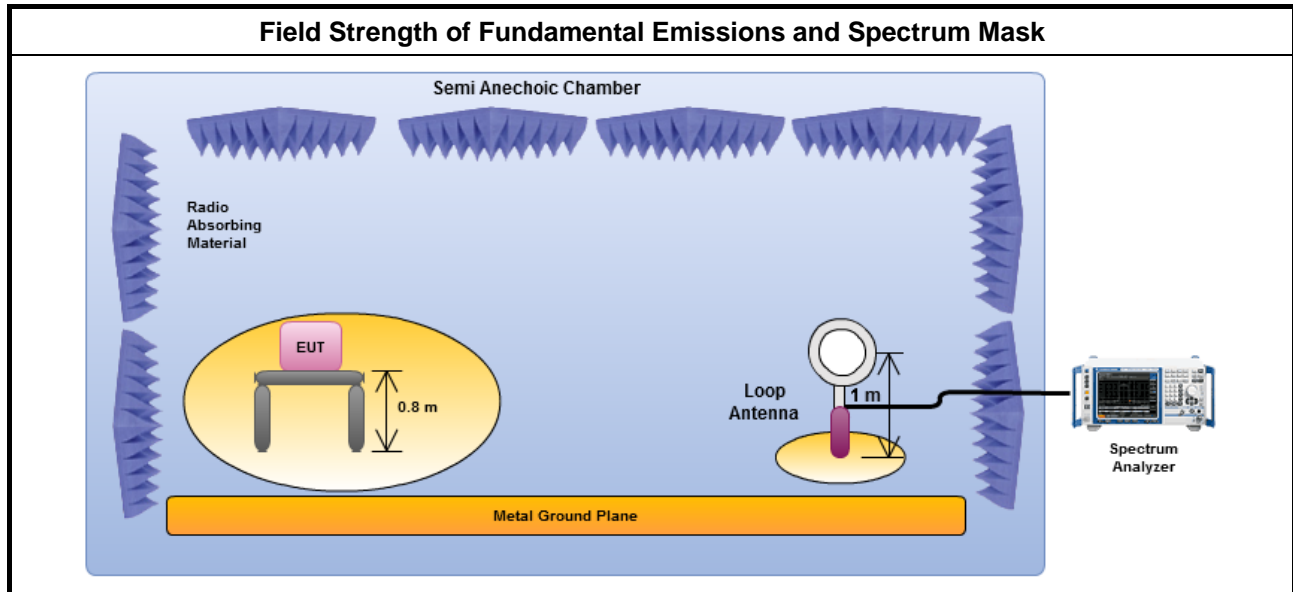 Field Strength of Fundamental Emissions and Spectrum Mask
Semi Anechoic Chamber
Radio
Absorbing
Material
EUT
0.8 m
Loop
Antenna
1 m
Spectrum
Analyzer
Metal Ground Plane